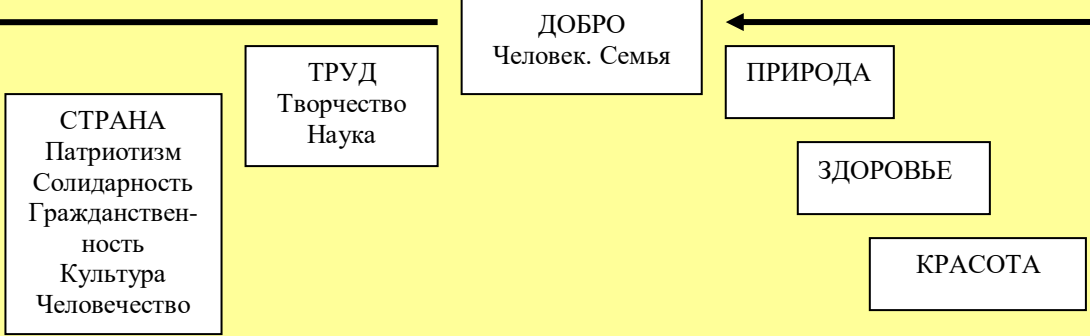 ДОБРО
Человек. Семья
ТРУД
Творчество
Наука
ПРИРОДА
СТРАНА
Патриотизм
Солидарность
Гражданствен-
ность
Культура
Человечество
ЗДОРОВЬЕ
КРАСОТА